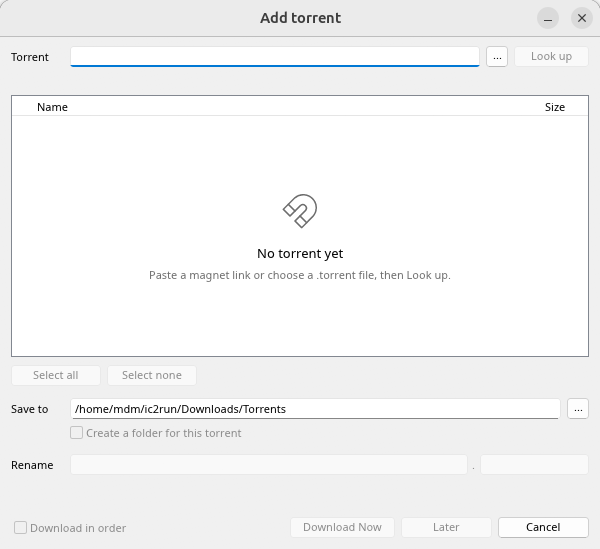 Add torrent
Torrent
... Look up
Name Size
No torrent yet
Paste a magnet link or choose a .torrent file, then Look up.
Select all Select none
Save to /home/mdm/ic2run/Downloads/Torrents ...
Create a folder for this torrent
Rename .
Download in order Download Now Later Cancel